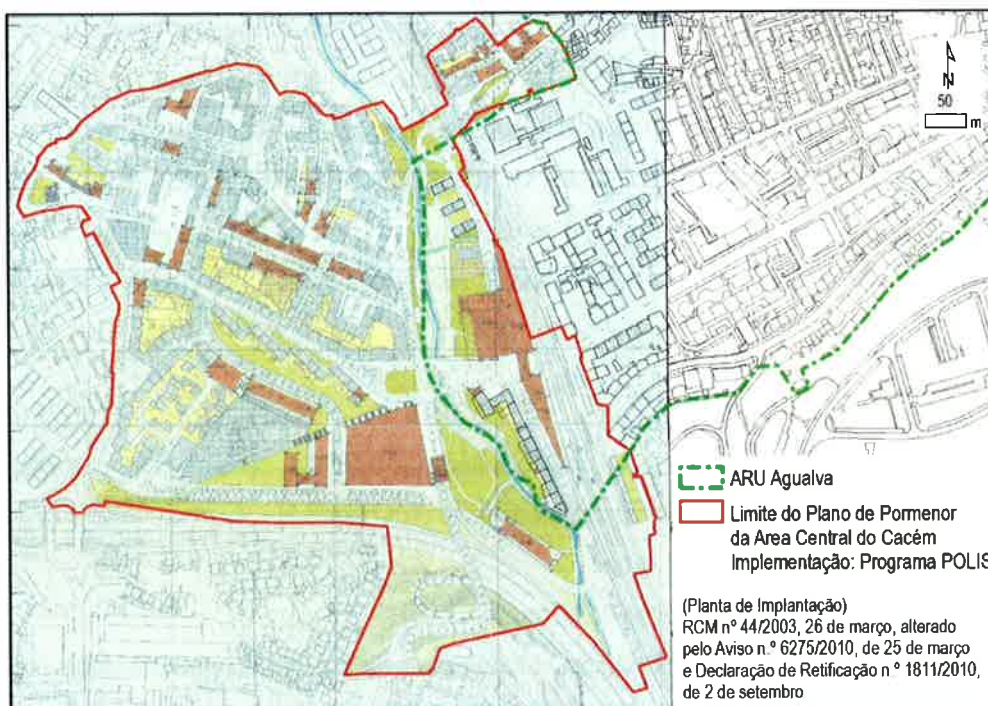 N
50
m
ARU Agualva
Limite do Plano de Pormenor
da Area Central do Cacém
Implementação: Programa POLIS
(Planta de Implantação)
RCM nº 44/2003, 26 de março, alterado
pelo Aviso n.º 6275/2010, de 25 de março
e Declaração de Retificação n.º 1811/2010,
de 2 de setembro